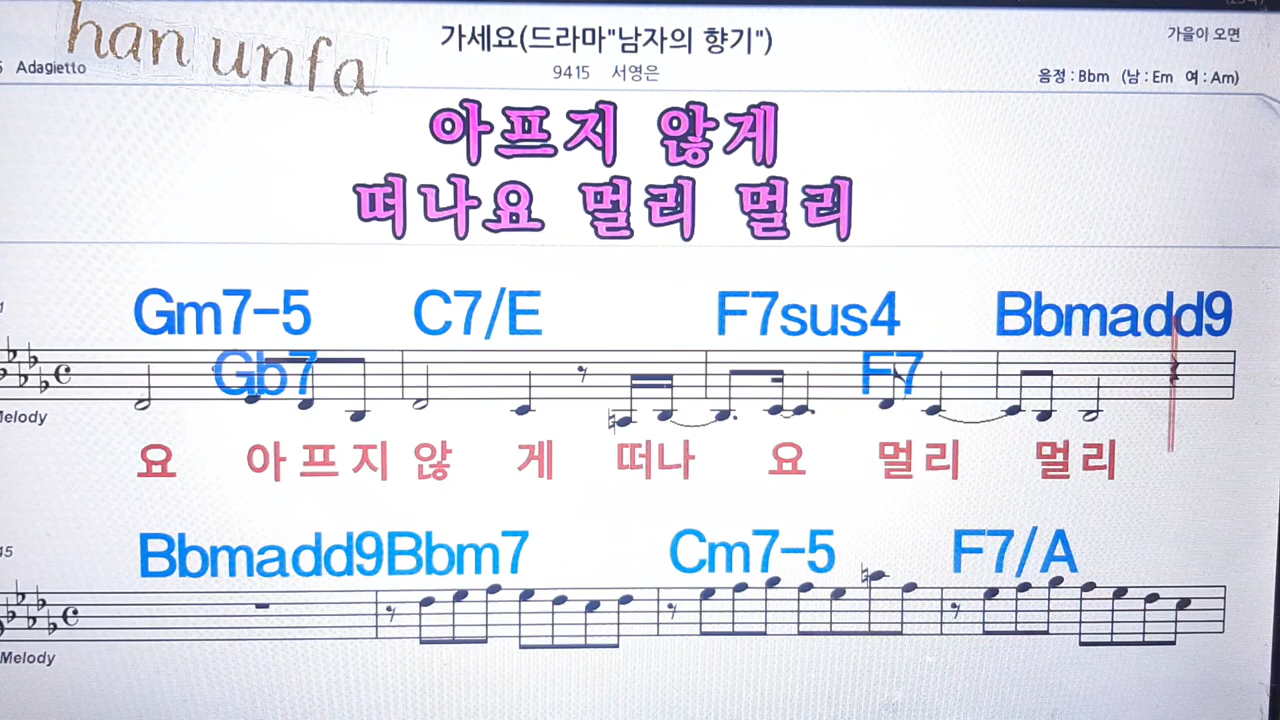 han unfa
가세요(드라마"남자의 향기")
가을이 오면
Adagietto
9415 서영은
음정 : Bbm (남 : Em 여 : Am)
아프지 않게
떠나요 멀리 멀리
Gm7-5 C7/E F7sus4 Bbmadd9
Gb7 F7
Melody
요 아프지않 게 떠나 요 멀리 멀리
Bbmadd9Bbm7 Cm7-5 F7/A
Melody